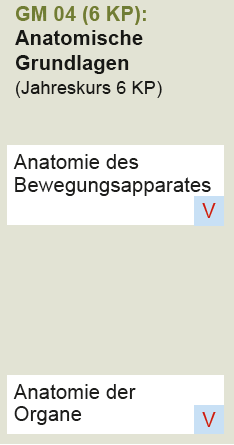 GM 04 (6 KP):
Anatomische
Grundlagen
(Jahreskurs 6 KP)
Anatomie des
Bewegungsapparates
V
Anatomie der
Organe
V